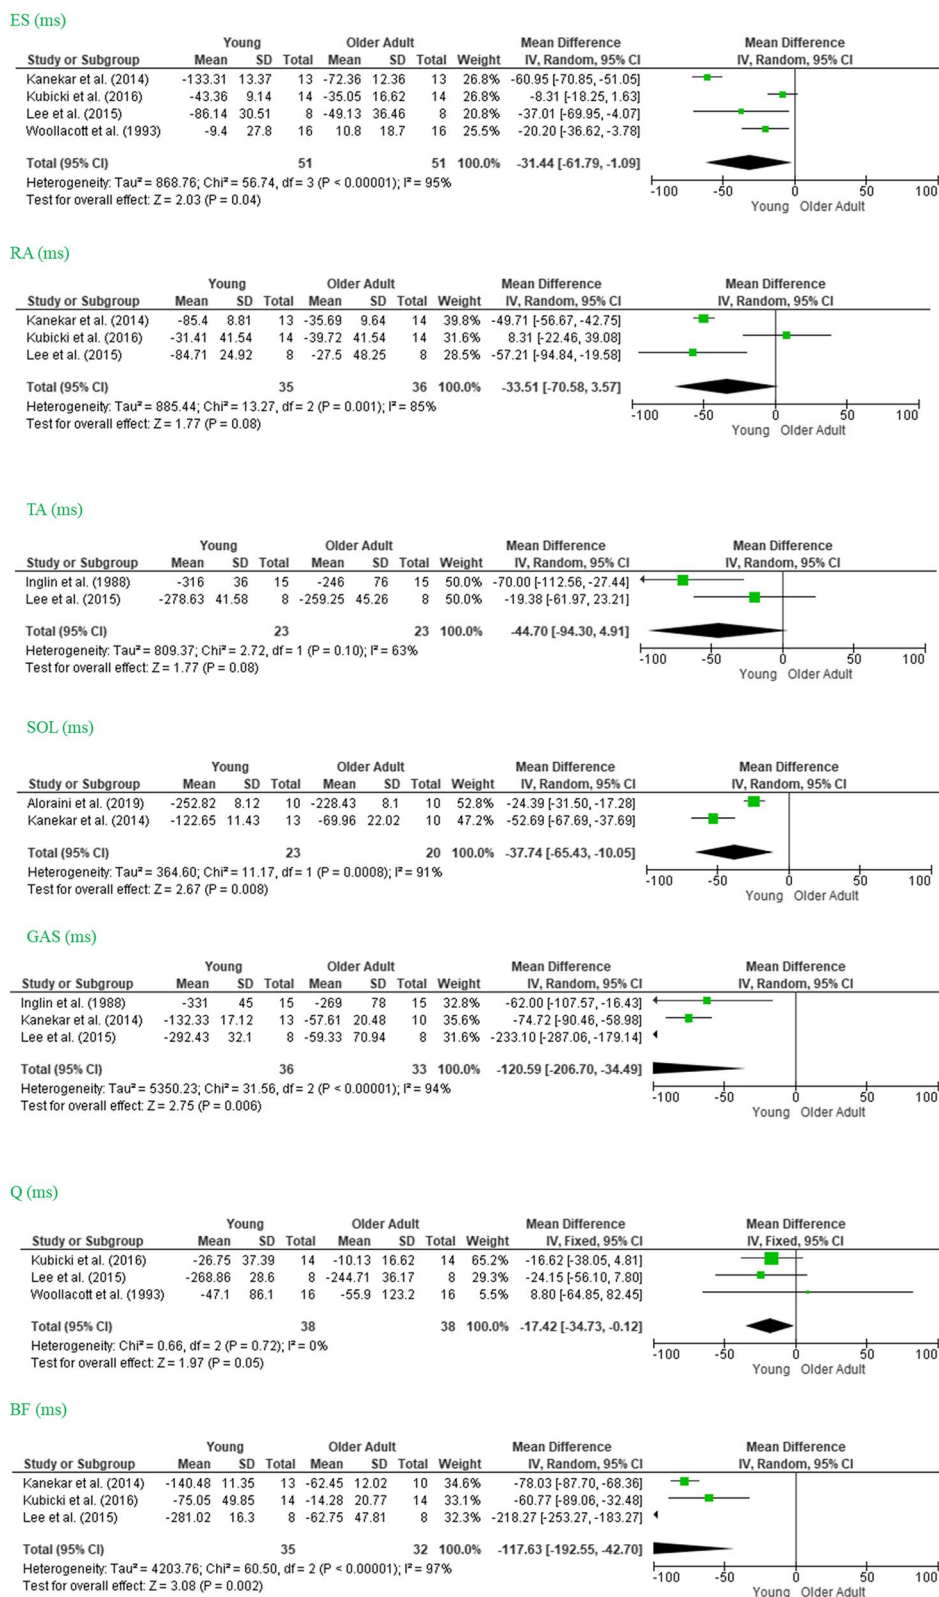 ES (ms)
Young Older Adult Mean Difference Mean Difference
Study or Subgroup Mean SD Total Mean SD Total Weight IV, Random, 95% CI IV, Random, 95% CI
Kanekar et al. (2014) -133.31 13.37 13 -72.36 12.36 13 26.8% -60.95 [-70.85, -51.05]
Kubicki et al. (2016) -43.36 9.14 14 -35.05 16.62 14 26.8% -8.31 [-18.25, 1.63]
Lee et al. (2015) -86.14 30.51 8 -49.13 36.46 8 20.8% -37.01 [-69.95, -4.07]
Woollacott et al. (1993) -9.4 27.8 16 10.8 18.7 16 25.5% -20.20 [-36.62, -3.78]
Total (95% CI) 51 51 100.0% -31.44 [-61.79, -1.09]
Heterogeneity: Tau² = 868.76; Chi² = 56.74, df = 3 (P < 0.00001); I² = 95%
Test for overall effect: Z = 2.03 (P = 0.04)
-100 -50 0 50 100
Young Older Adult
RA (ms)
Young Older Adult Mean Difference Mean Difference
Study or Subgroup Mean SD Total Mean SD Total Weight IV, Random, 95% CI IV, Random, 95% CI
Kanekar et al. (2014) -85.4 8.81 13 -35.69 9.64 14 39.8% -49.71 [-56.67, -42.75]
Kubicki et al. (2016) -31.41 41.54 14 -39.72 41.54 14 31.6% 8.31 [-22.46, 39.08]
Lee et al. (2015) -84.71 24.92 8 -27.5 48.25 8 28.5% -57.21 [-94.84, -19.58]
Total (95% CI) 35 36 100.0% -33.51 [-70.58, 3.57]
Heterogeneity: Tau² = 885.44; Chi² = 13.27, df = 2 (P = 0.001); I² = 85%
Test for overall effect: Z = 1.77 (P = 0.08)
-100 -50 0 50 100
Young Older Adult
TA (ms)
Young Older Adult Mean Difference Mean Difference
Study or Subgroup Mean SD Total Mean SD Total Weight IV, Random, 95% CI IV, Random, 95% CI
Inglin et al. (1988) -316 36 15 -246 76 15 50.0% -70.00 [-112.56, -27.44]
Lee et al. (2015) -278.63 41.58 8 -259.25 45.26 8 50.0% -19.38 [-61.97, 23.21]
Total (95% CI) 23 23 100.0% -44.70 [-94.30, 4.91]
Heterogeneity: Tau² = 809.37; Chi² = 2.72, df = 1 (P = 0.10); I² = 63%
Test for overall effect: Z = 1.77 (P = 0.08)
-100 -50 0 50 100
Young Older Adult
SOL (ms)
Young Older Adult Mean Difference Mean Difference
Study or Subgroup Mean SD Total Mean SD Total Weight IV, Random, 95% CI IV, Random, 95% CI
Aloraini et al. (2019) -252.82 8.12 10 -228.43 8.1 10 52.8% -24.39 [-31.50, -17.28]
Kanekar et al. (2014) -122.65 11.43 13 -69.96 22.02 10 47.2% -52.69 [-67.69, -37.69]
Total (95% CI) 23 20 100.0% -37.74 [-65.43, -10.05]
Heterogeneity: Tau² = 364.60; Chi² = 11.17, df = 1 (P = 0.0008); I² = 91%
Test for overall effect: Z = 2.67 (P = 0.008)
-100 -50 0 50 100
Young Older Adult
GAS (ms)
Young Older Adult Mean Difference Mean Difference
Study or Subgroup Mean SD Total Mean SD Total Weight IV, Random, 95% CI IV, Random, 95% CI
Inglin et al. (1988) -331 45 15 -269 78 15 32.8% -62.00 [-107.57, -16.43]
Kanekar et al. (2014) -132.33 17.12 13 -57.61 20.48 10 35.6% -74.72 [-90.46, -58.98]
Lee et al. (2015) -292.43 32.1 8 -59.33 70.94 8 31.6% -233.10 [-287.06, -179.14]
Total (95% CI) 36 33 100.0% -120.59 [-206.70, -34.49]
Heterogeneity: Tau² = 5350.23; Chi² = 31.56, df = 2 (P < 0.00001); I² = 94%
Test for overall effect: Z = 2.75 (P = 0.006)
-100 -50 0 50 100
Young Older Adult
Q (ms)
Young Older Adult Mean Difference Mean Difference
Study or Subgroup Mean SD Total Mean SD Total Weight IV, Fixed, 95% CI IV, Fixed, 95% CI
Kubicki et al. (2016) -26.75 37.39 14 -10.13 16.62 14 65.2% -16.62 [-38.05, 4.81]
Lee et al. (2015) -268.86 28.6 8 -244.71 36.17 8 29.3% -24.15 [-56.10, 7.80]
Woollacott et al. (1993) -47.1 86.1 16 -55.9 123.2 16 5.5% 8.80 [-64.85, 82.45]
Total (95% CI) 38 38 100.0% -17.42 [-34.73, -0.12]
Heterogeneity: Chi² = 0.66, df = 2 (P = 0.72); I² = 0%
Test for overall effect: Z = 1.97 (P = 0.05)
-100 -50 0 50 100
Young Older Adult
BF (ms)
Young Older Adult Mean Difference Mean Difference
Study or Subgroup Mean SD Total Mean SD Total Weight IV, Random, 95% CI IV, Random, 95% CI
Kanekar et al. (2014) -140.48 11.35 13 -62.45 12.02 10 34.6% -78.03 [-87.70, -68.36]
Kubicki et al. (2016) -75.05 49.85 14 -14.28 20.77 14 33.1% -60.77 [-89.06, -32.48]
Lee et al. (2015) -281.02 16.3 8 -62.75 47.81 8 32.3% -218.27 [-253.27, -183.27]
Total (95% CI) 35 32 100.0% -117.63 [-192.55, -42.70]
Heterogeneity: Tau² = 4203.76; Chi² = 60.50, df = 2 (P < 0.00001); I² = 97%
Test for overall effect: Z = 3.08 (P = 0.002)
-100 -50 0 50 100
Young Older Adult